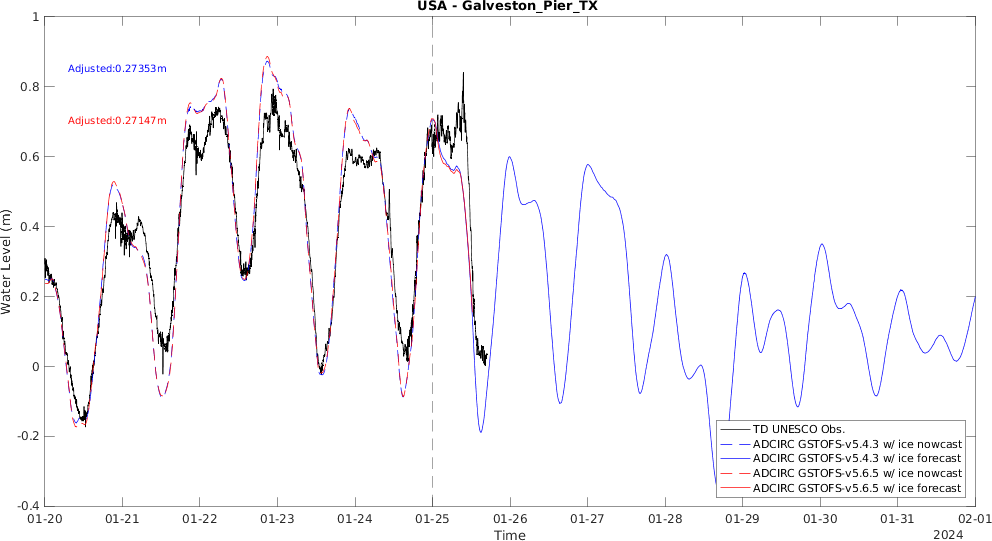 USA - Galveston_Pier_TX
Water Level (m)
1
0.8
0.6
0.4
0.2
0
-0.2
-0.4
Adjusted:0.27353m
Adjusted:0.27147m
TD UNESCO Obs.
ADCIRC GSTOFS-v5.4.3 w/ ice nowcast
ADCIRC GSTOFS-v5.4.3 w/ ice forecast
ADCIRC GSTOFS-v5.6.5 w/ ice nowcast
ADCIRC GSTOFS-v5.6.5 w/ ice forecast
01-20 01-21 01-22 01-23 01-24 01-25 01-26 01-27 01-28 01-29 01-30 01-31 02-01
Time
2024